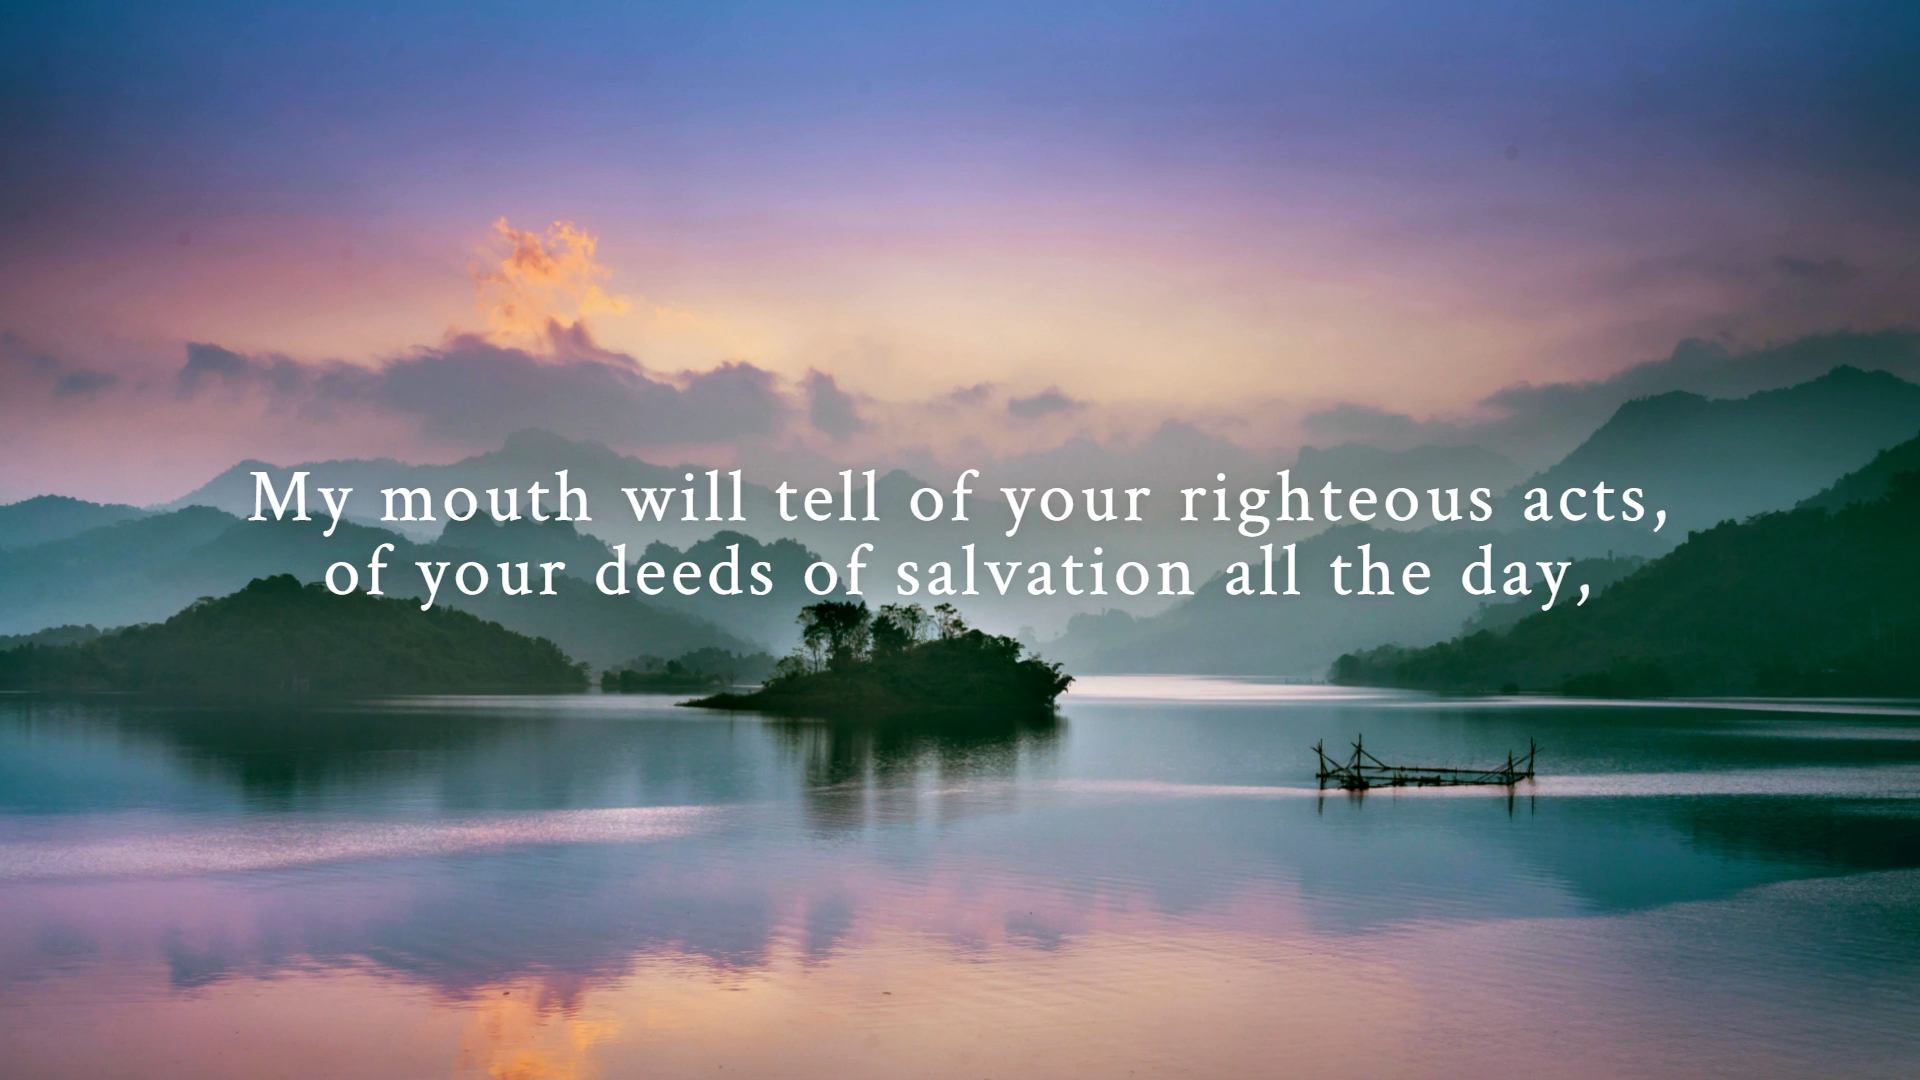 My mouth will tell of your righteous acts,
of your deeds of salvation all the day,